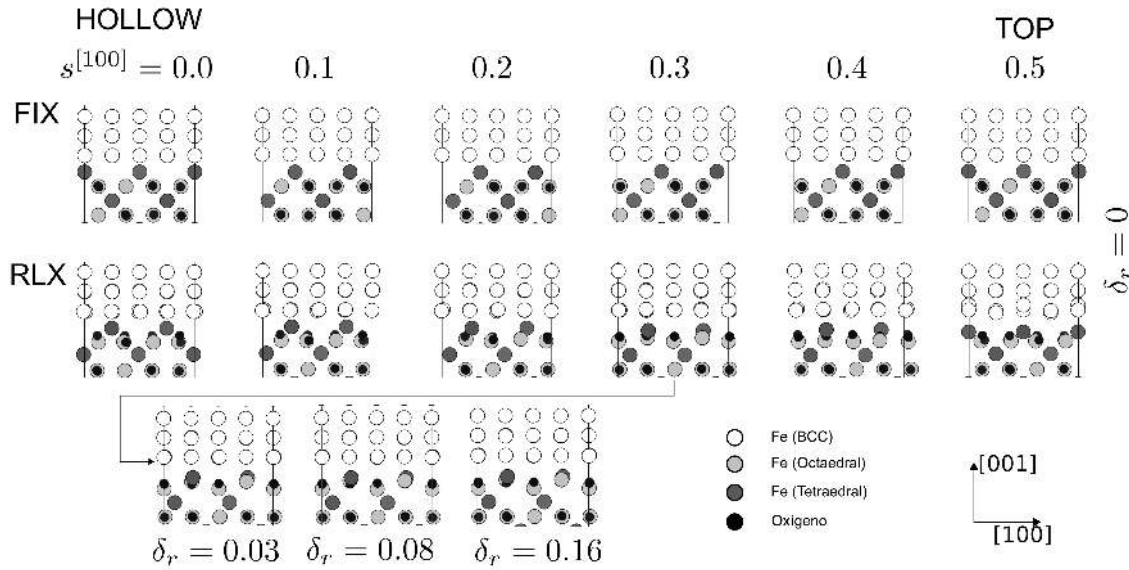 HOLLOW TOP
s^[100] = 0.0 0.1 0.2 0.3 0.4 0.5
FIX
RLX
δ_r = 0
Fe (BCC)
Fe (Octaedral)
Fe (Tetraedral)
Oxigeno
[001]
[100]
δ_r = 0.03 δ_r = 0.08 δ_r = 0.16